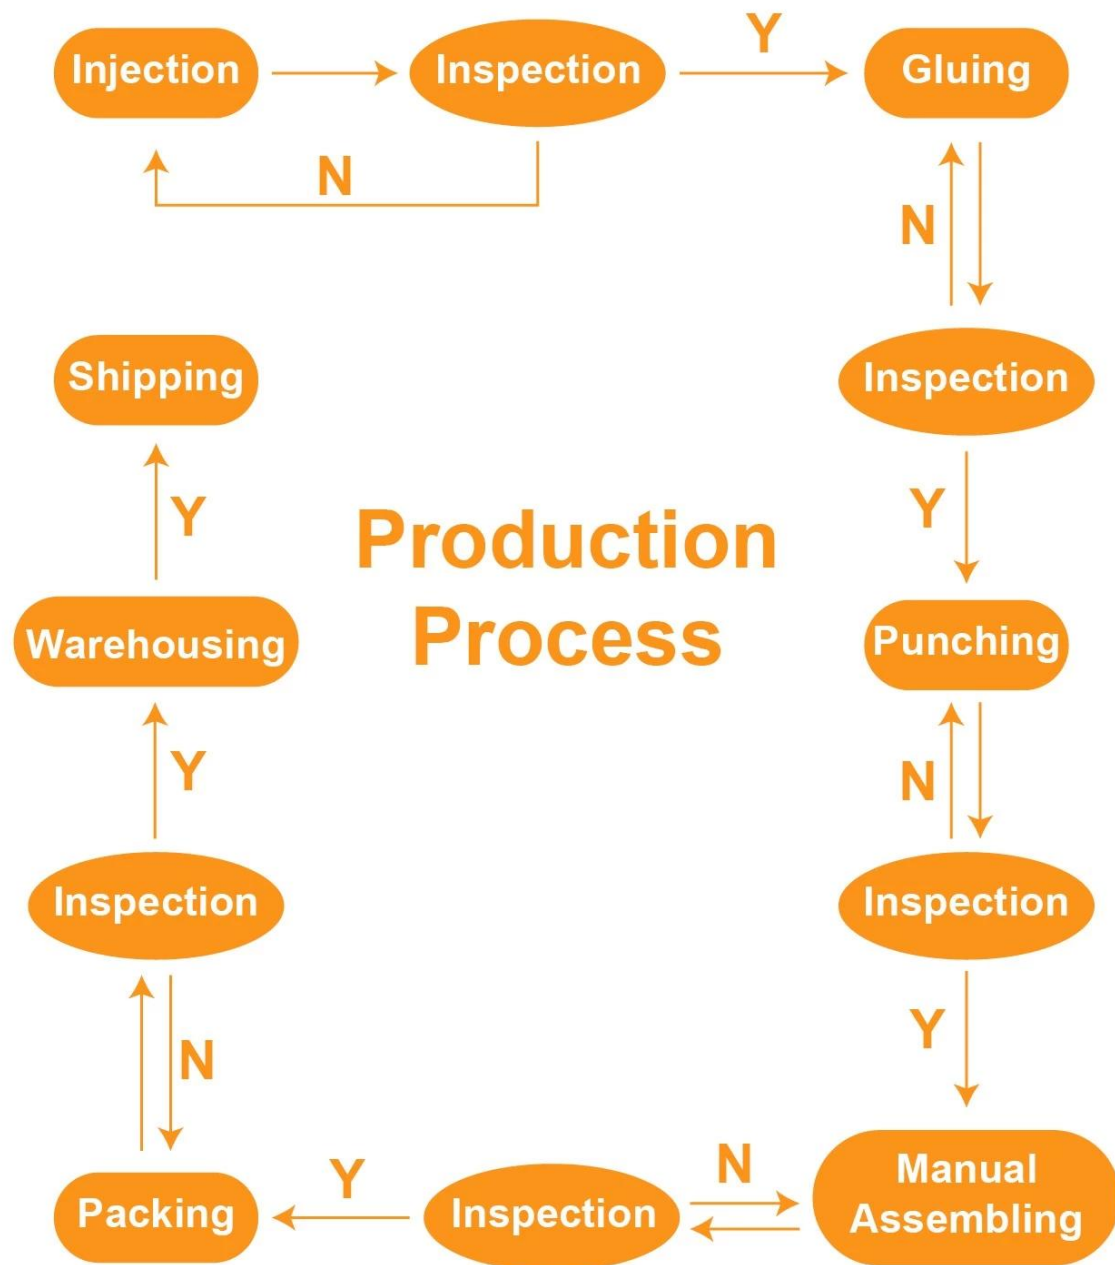 Injection
Inspection
Y
Gluing
N
N
Shipping
Inspection
Y
Y
Production
Process
Warehousing
Punching
Y
N
Inspection
Inspection
Y
N
Y
N
Packing
Inspection
Manual
Assembling